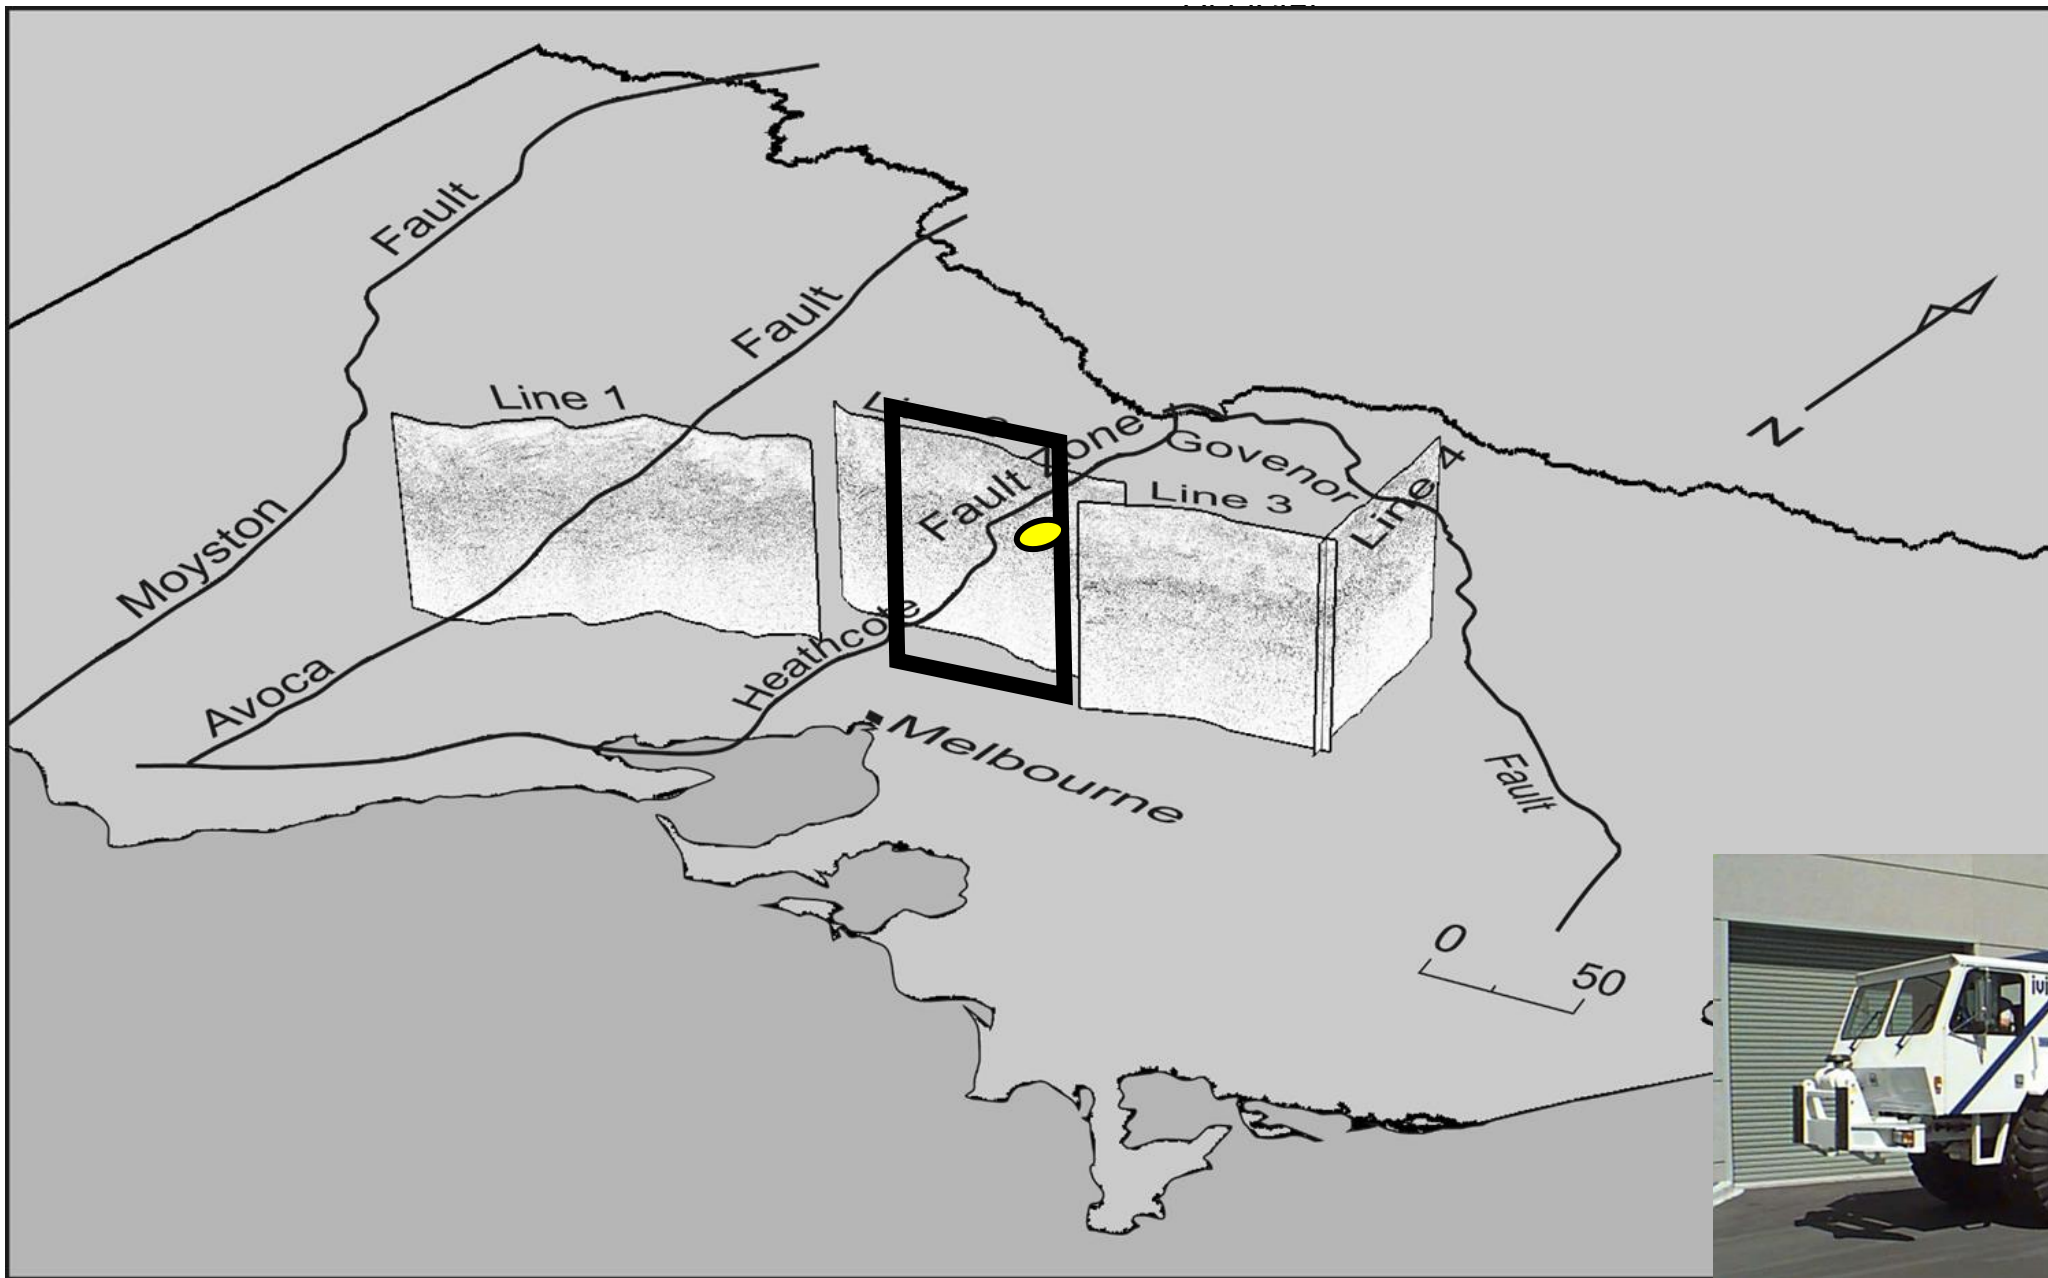 Fault
Fault
Line 1
Fault Zone
Govenor
Line 3
Line 4
N
Moyston
Avoca
Heathcote
Melbourne
Fault
0 50